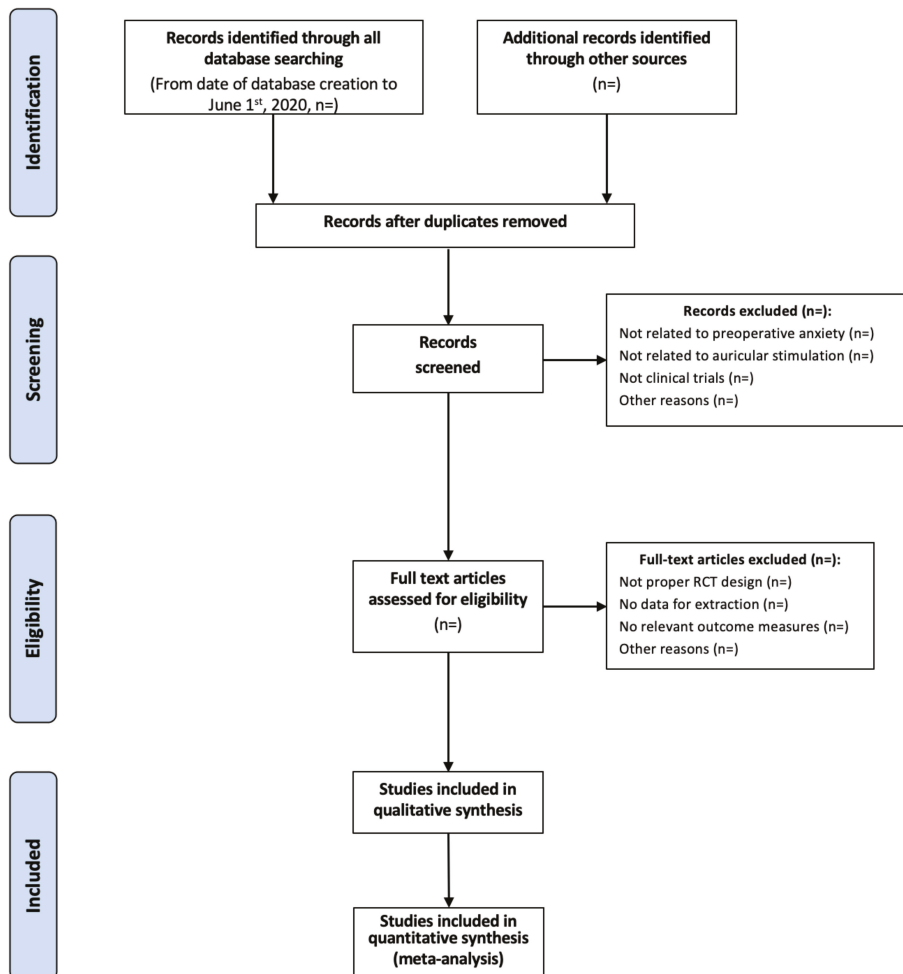 Identification
Records identified through all
database searching
(From date of database creation to
June 1st, 2020, n=)
Additional records identified
through other sources
(n=)
Records after duplicates removed
Screening
Records
screened
Records excluded (n=):
Not related to preoperative anxiety (n=)
Not related to auricular stimulation (n=)
Not clinical trials (n=)
Other reasons (n=)
Eligibility
Full text articles
assessed for eligibility
(n=)
Full-text articles excluded (n=):
Not proper RCT design (n=)
No data for extraction (n=)
No relevant outcome measures (n=)
Other reasons (n=)
Included
Studies included in
qualitative synthesis
Studies included in
quantitative synthesis
(meta-analysis)